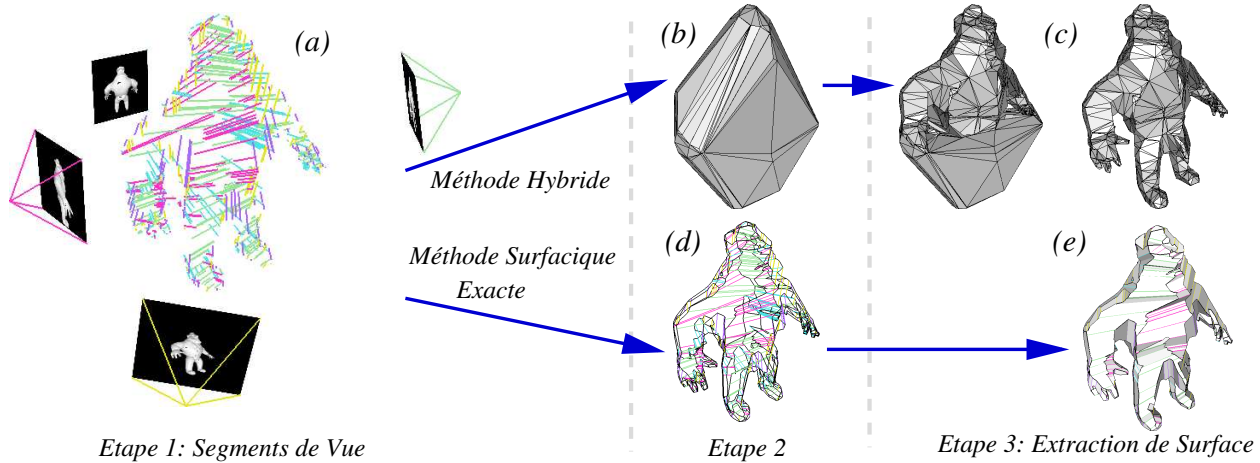 (a)
(b)
(c)
Méthode Hybride
Méthode Surfacique
Exacte
(d)
(e)
Etape 1: Segments de Vue
Etape 2
Etape 3: Extraction de Surface